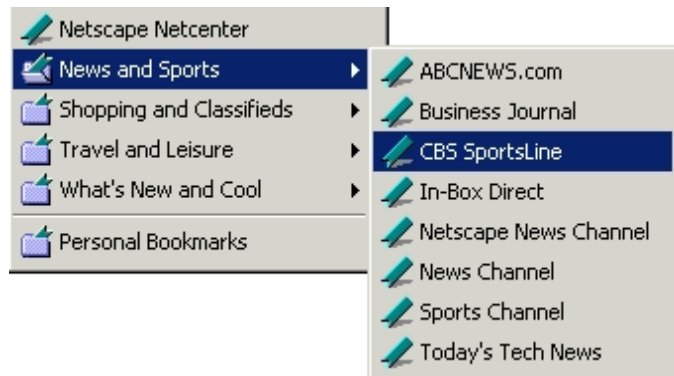 Netscape Netcenter
News and Sports
Shopping and Classifieds
Travel and Leisure
What's New and Cool
Personal Bookmarks
ABCNEWS.com
Business Journal
CBS SportsLine
In-Box Direct
Netscape News Channel
News Channel
Sports Channel
Today's Tech News